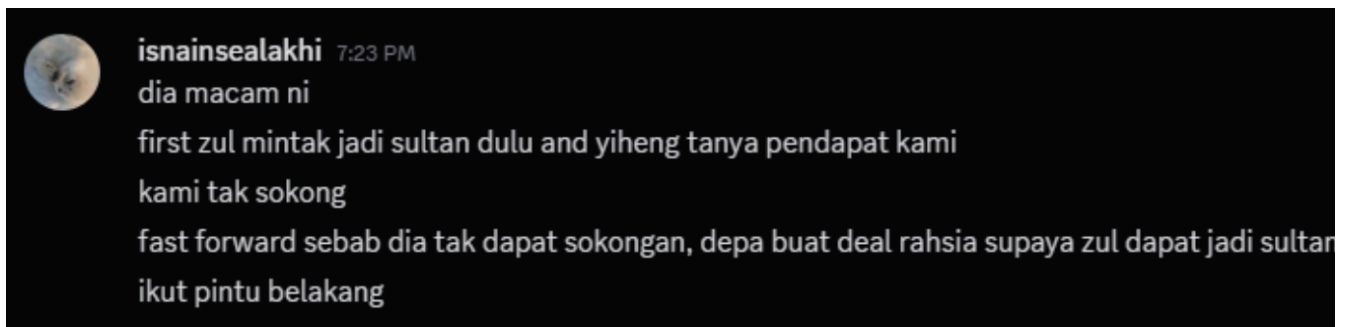 isnainsealakhi 7:23 PM
dia macam ni
first zul mintak jadi sultan dulu and yiheng tanya pendapat kami
kami tak sokong
fast forward sebab dia tak dapat sokongan, depa buat deal rahsia supaya zul dapat jadi sultan
ikut pintu belakang